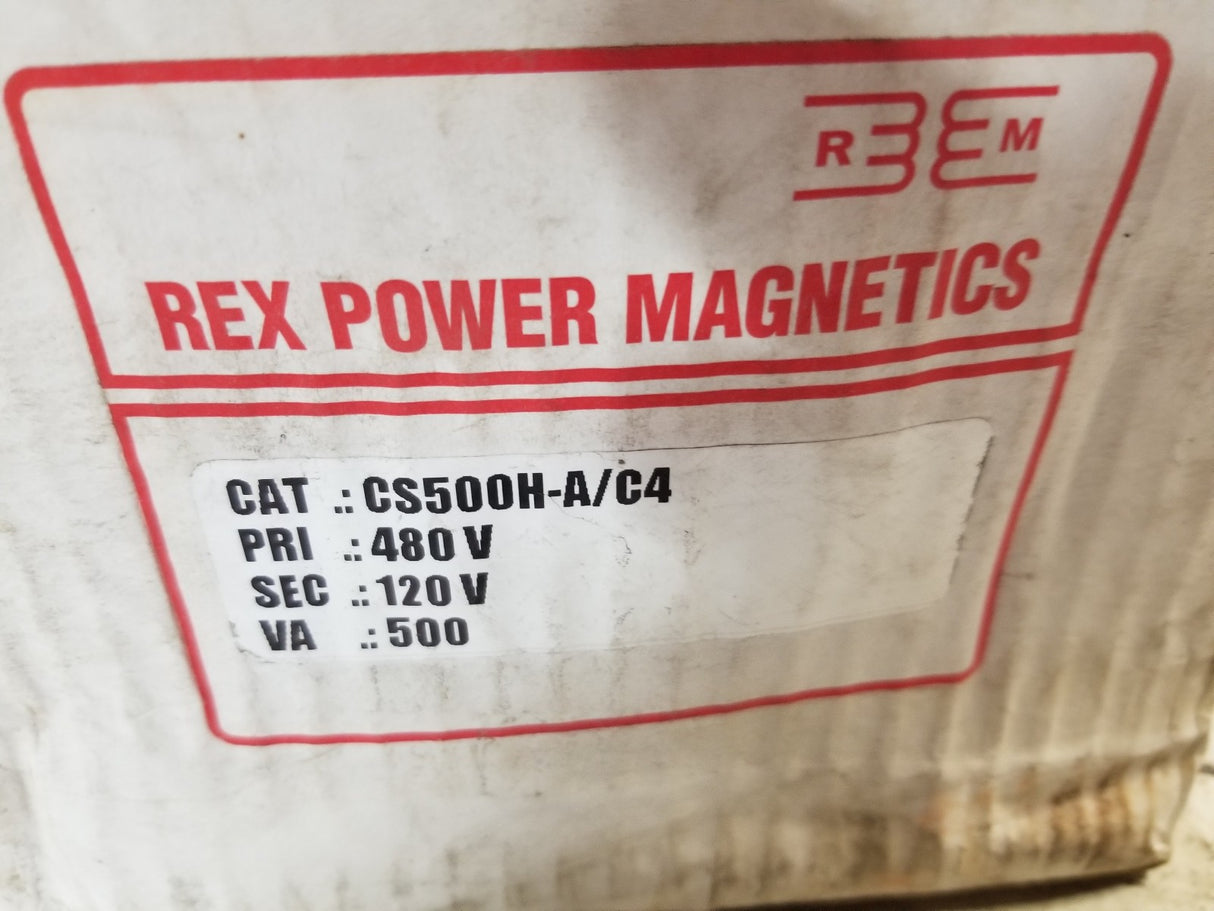 R M
REX POWER MAGNETICS
CAT .: CS500H-A/C4
PRI .: 480 V
SEC .: 120 V
VA .: 500